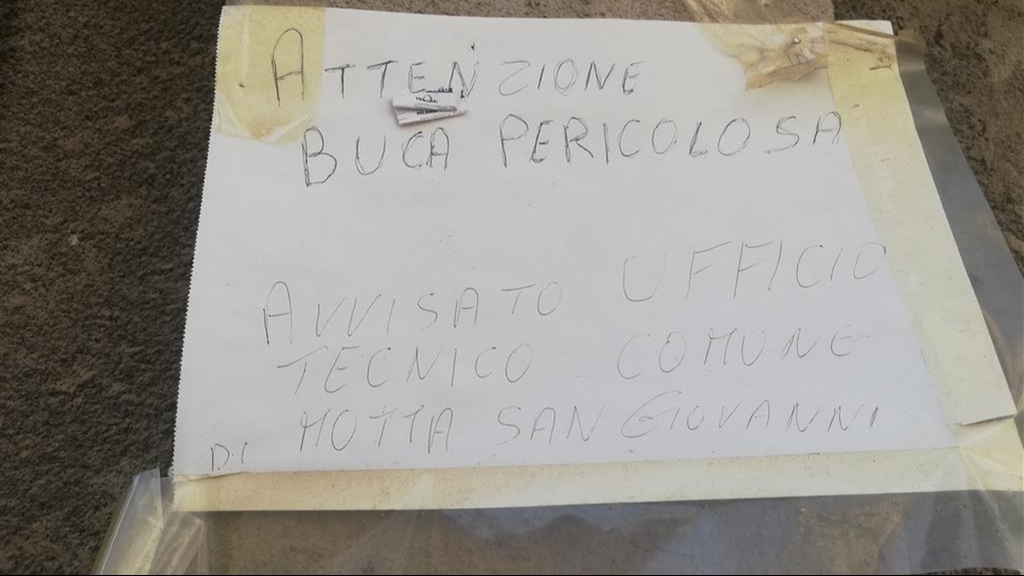 ATTENZIONE
BUCA PERICOLOSA
AVVISATO UFFICIO
TECNICO COMUNE
DI MOTTA SAN GIOVANNI